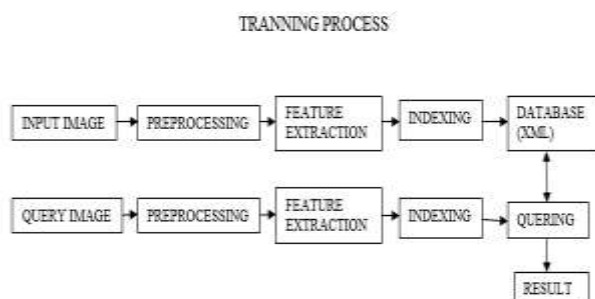 TRANNING PROCESS
INPUT IMAGE
PREPROCESSING
FEATURE
EXTRACTION
INDEXING
DATABASE
(XML)
QUERY IMAGE
PREPROCESSING
FEATURE
EXTRACTION
INDEXING
QUERING
RESULT